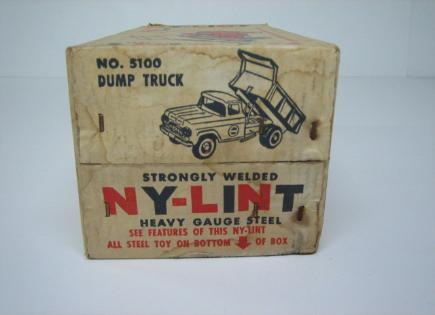 NO. 5100
DUMP TRUCK
STRONGLY WELDED
NY-LINT
HEAVY GAUGE STEEL
SEE FEATURES OF THIS NY-LINT
ALL STEEL TOY ON BOTTOM OF BOX